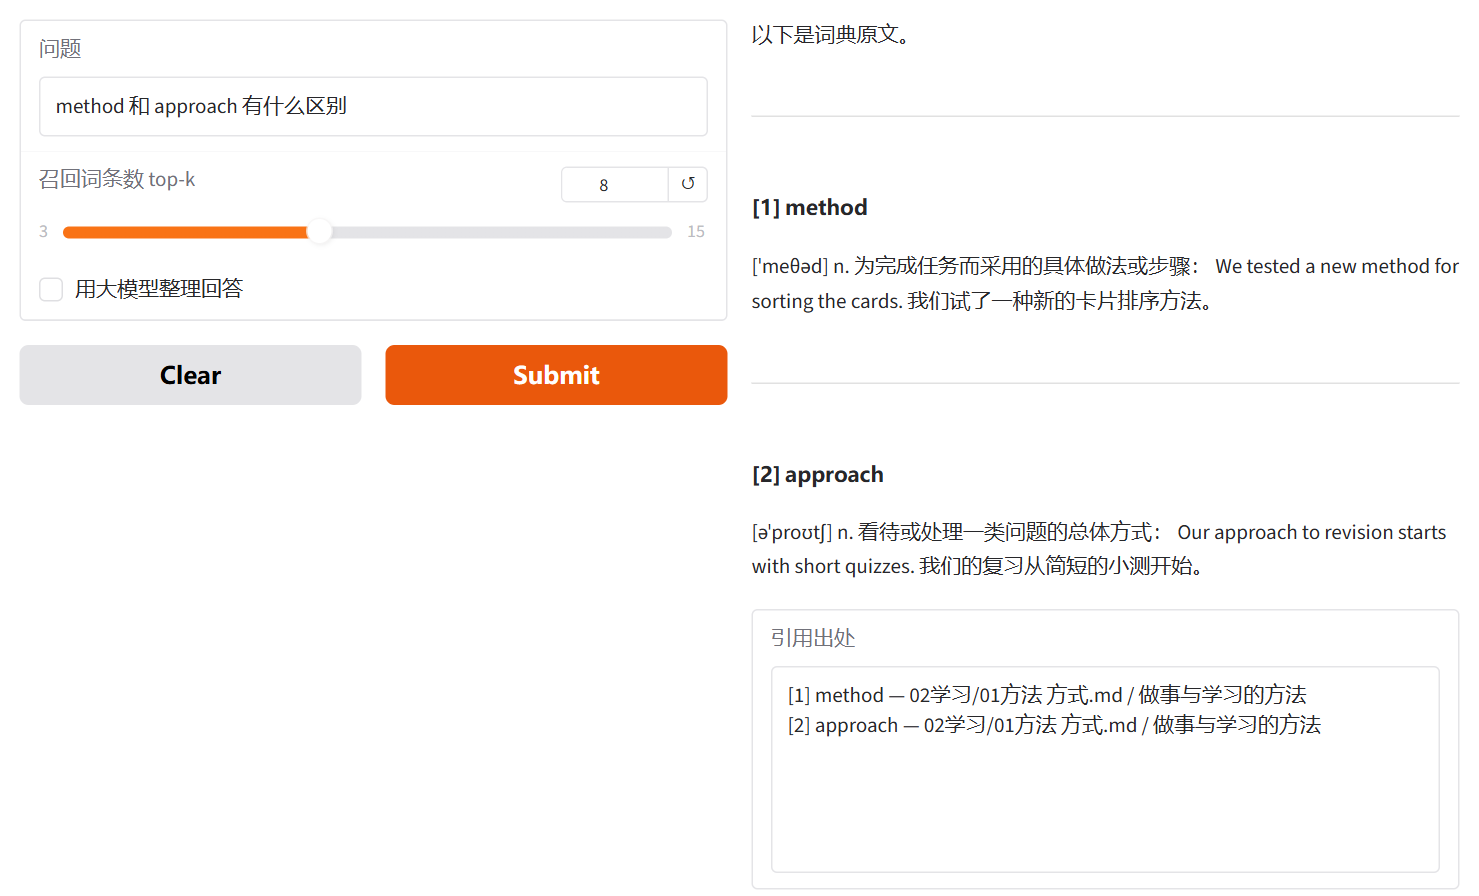 问题
method 和 approach 有什么区别
召回词条数 top-k
8
↺
3
15
用大模型整理回答
Clear
Submit
以下是词典原文。
[1] method
['meθəd] n. 为完成任务而采用的具体做法或步骤： We tested a new method for
sorting the cards. 我们试了一种新的卡片排序方法。
[2] approach
[ə'proʊtʃ] n. 看待或处理一类问题的总体方式： Our approach to revision starts
with short quizzes. 我们的复习从简短的小测开始。
引用出处
[1] method — 02学习/01方法 方式.md / 做事与学习的方法
[2] approach — 02学习/01方法 方式.md / 做事与学习的方法